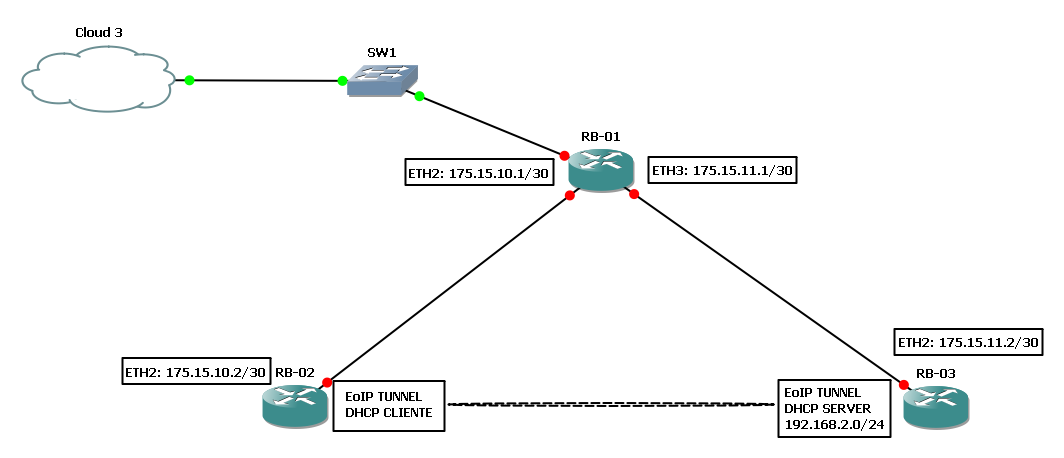 Cloud 3
SW1
RB-01
ETH2: 175.15.10.1/30
ETH3: 175.15.11.1/30
ETH2: 175.15.10.2/30
RB-02
EoIP TUNNEL
DHCP CLIENTE
ETH2: 175.15.11.2/30
RB-03
EoIP TUNNEL
DHCP SERVER
192.168.2.0/24